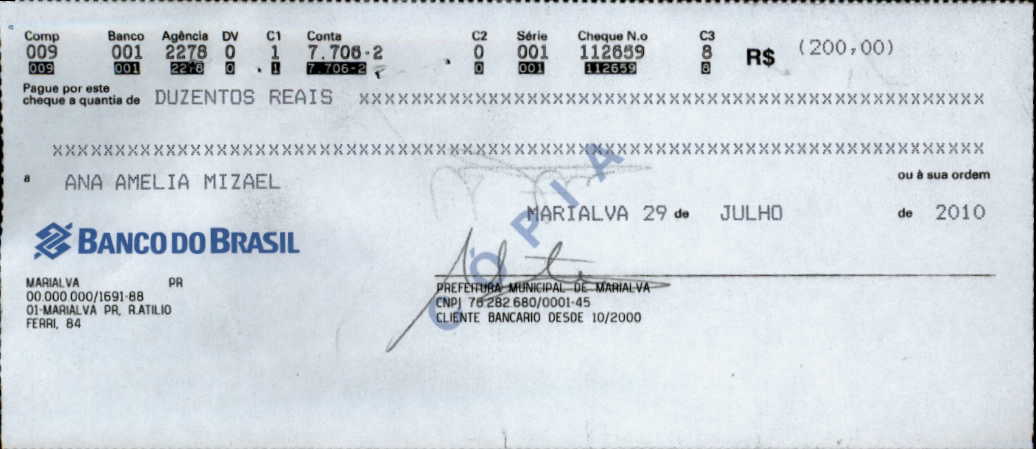 Comp Banco Agência DV C1 Conta C2 Série Cheque N.o C3
009 001 2278 0 1 7.706-2 0 001 112659 8 R$ (200,00)
009 001 2278 0 1 7.706-2 0 001 112659 8
Pague por este
cheque a quantia de DUZENTOS REAIS XXXXXXXXXXXXXXXXXXXXXXXXXXXXXXXXXXXXXXXXXXXXXXXXX
XXXXXXXXXXXXXXXXXXXXXXXXXXXXXXXXXXXXXXXXXXXXXXXXXXXXXXXXXXXXXXXXXXXXXXXXX
a ANA AMELIA MIZAEL ou à sua ordem
MARIALVA 29 de JULHO de 2010
CÓPIA
BANCO DO BRASIL
MARIALVA PR
00.000.000/1691-88
01-MARIALVA PR, R.ATILIO
FERRI, 84
PREFEITURA MUNICIPAL DE MARIALVA
CNPJ 76.282.680/0001-45
CLIENTE BANCARIO DESDE 10/2000